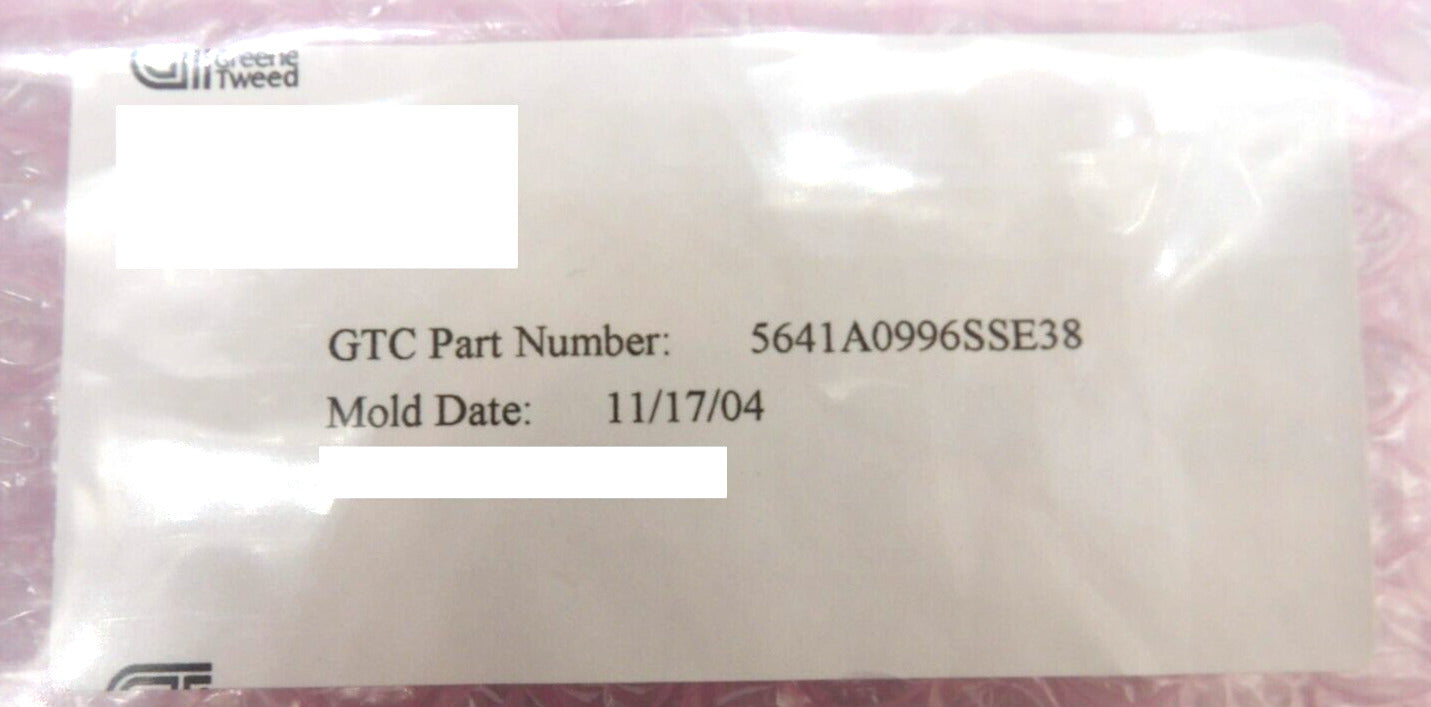 Greene
Tweed
GTC Part Number: 5641A0996SSE38
Mold Date: 11/17/04